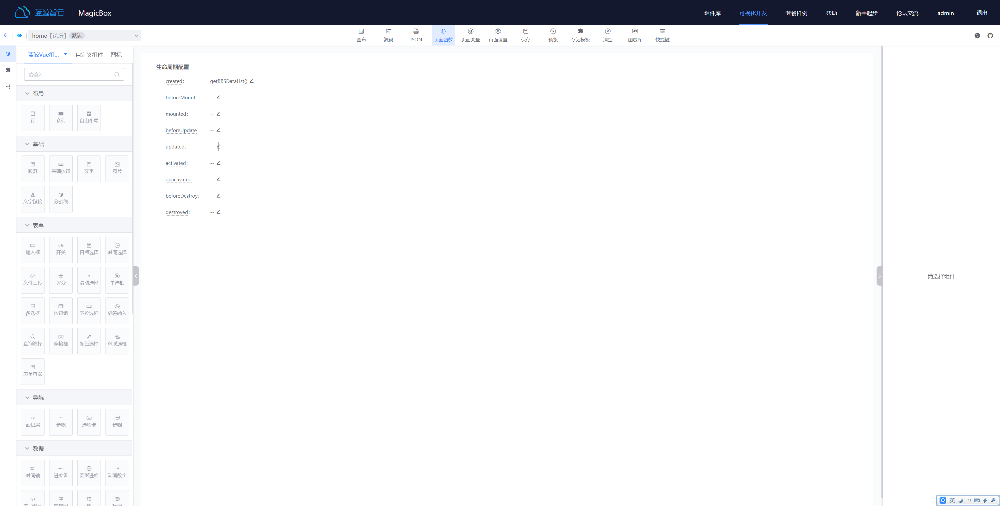 蓝鲸智云 MagicBox 组件库 可视化开发 套餐样例 帮助 新手起步 论坛交流 admin 退出
home【论坛】 默认 画布 源码 JSON 页面函数 页面变量 页面设置 保存 预览 存为模板 清空 函数库 快捷键
蓝鲸Vue组... 自定义组件 图标
请输入
布局
行 多列 自由布局
基础
段落 基础按钮 文字 图片
文字链接 分割线
表单
输入框 开关 日期选择 时间选择
文件上传 评分 滑动选择 单选框
多选框 按钮组 下拉选框 标签输入
查询选择 穿梭框 颜色选择 级联选框
表单容器
导航
面包屑 步骤 选项卡 步骤
数据
时间轴 进度条 圆形进度 动画数字
差异对比 轮播图 树 标记
生命周期配置
created: getBBSDataList()
beforeMount: --
mounted: --
beforeUpdate: --
updated: --
activated: --
deactivated: --
beforeDestroy: --
destroyed: --
请选择组件
英